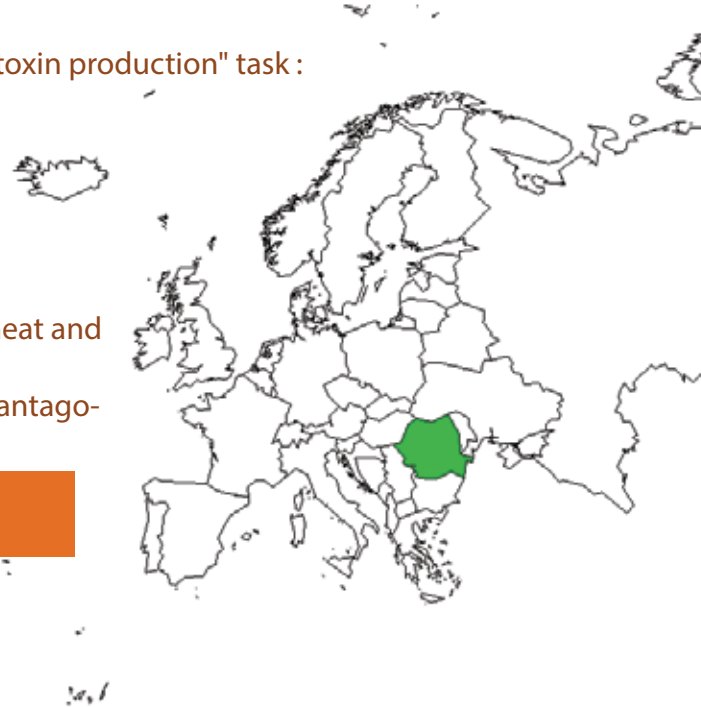 toxin production" task :
eat and
antago-